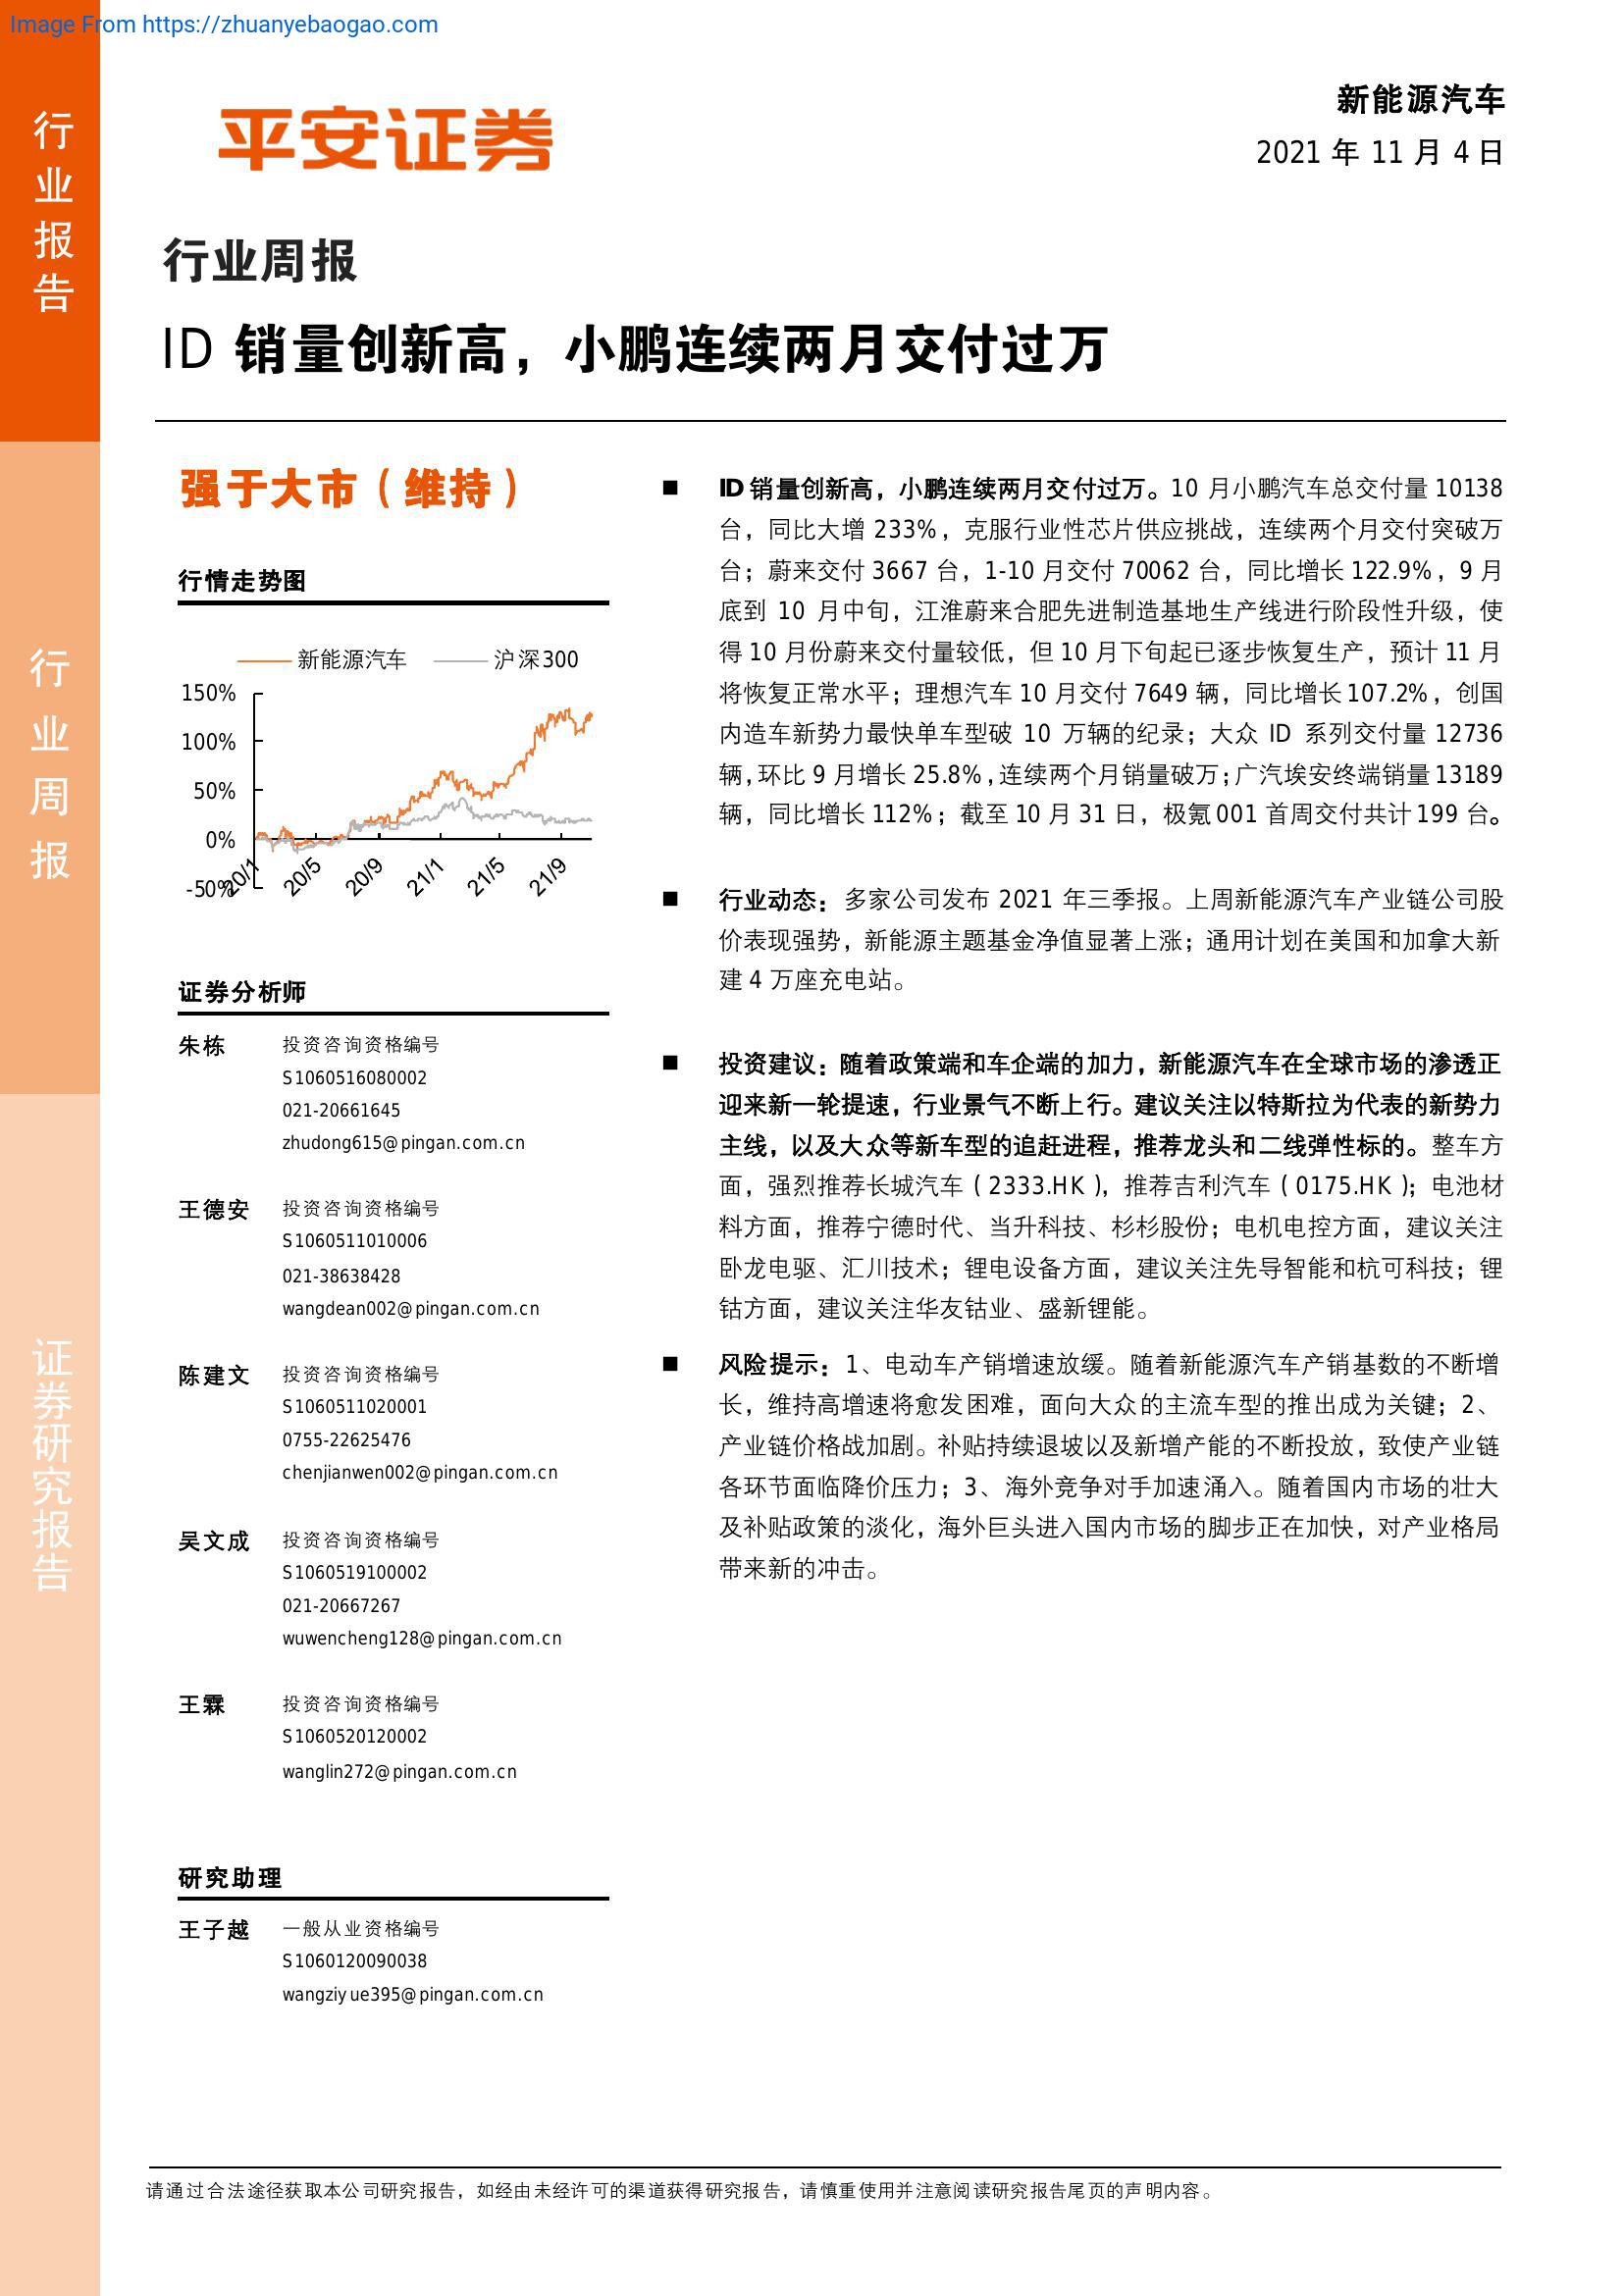 Image From https://zhuanyebaogao.com
行业报告
行业周报
证券研究报告
平安证券
新能源汽车
2021 年 11 月 4 日
行业周报
ID 销量创新高，小鹏连续两月交付过万
强于大市（维持）
行情走势图
新能源汽车 沪深300
150%
100%
50%
0%
-50%
20/1 20/5 20/9 21/1 21/5 21/9
证券分析师
朱栋 投资咨询资格编号
S1060516080002
021-20661645
zhudong615@pingan.com.cn
王德安 投资咨询资格编号
S1060511010006
021-38638428
wangdean002@pingan.com.cn
陈建文 投资咨询资格编号
S1060511020001
0755-22625476
chenjianwen002@pingan.com.cn
吴文成 投资咨询资格编号
S1060519100002
021-20667267
wuwencheng128@pingan.com.cn
王霖 投资咨询资格编号
S1060520120002
wanglin272@pingan.com.cn
研究助理
王子越 一般从业资格编号
S1060120090038
wangziyue395@pingan.com.cn
■ ID 销量创新高，小鹏连续两月交付过万。10 月小鹏汽车总交付量 10138
台，同比大增 233%，克服行业性芯片供应挑战，连续两个月交付突破万
台；蔚来交付 3667 台，1-10 月交付 70062 台，同比增长 122.9%，9 月
底到 10 月中旬，江淮蔚来合肥先进制造基地生产线进行阶段性升级，使
得 10 月份蔚来交付量较低，但 10 月下旬起已逐步恢复生产，预计 11 月
将恢复正常水平；理想汽车 10 月交付 7649 辆，同比增长 107.2%，创国
内造车新势力最快单车型破 10 万辆的纪录；大众 ID 系列交付量 12736
辆，环比 9 月增长 25.8%，连续两个月销量破万；广汽埃安终端销量 13189
辆，同比增长 112%；截至 10 月 31 日，极氪 001 首周交付共计 199 台。
■ 行业动态：多家公司发布 2021 年三季报。上周新能源汽车产业链公司股
价表现强势，新能源主题基金净值显著上涨；通用计划在美国和加拿大新
建 4 万座充电站。
■ 投资建议：随着政策端和车企端的加力，新能源汽车在全球市场的渗透正
迎来新一轮提速，行业景气不断上行。建议关注以特斯拉为代表的新势力
主线，以及大众等新车型的追赶进程，推荐龙头和二线弹性标的。整车方
面，强烈推荐长城汽车（2333.HK），推荐吉利汽车（0175.HK）；电池材
料方面，推荐宁德时代、当升科技、杉杉股份；电机电控方面，建议关注
卧龙电驱、汇川技术；锂电设备方面，建议关注先导智能和杭可科技；锂
钴方面，建议关注华友钴业、盛新锂能。
■ 风险提示：1、电动车产销增速放缓。随着新能源汽车产销基数的不断增
长，维持高增速将愈发困难，面向大众的主流车型的推出成为关键；2、
产业链价格战加剧。补贴持续退坡以及新增产能的不断投放，致使产业链
各环节面临降价压力；3、海外竞争对手加速涌入。随着国内市场的壮大
及补贴政策的淡化，海外巨头进入国内市场的脚步正在加快，对产业格局
带来新的冲击。
请通过合法途径获取本公司研究报告，如经由未经许可的渠道获得研究报告，请慎重使用并注意阅读研究报告尾页的声明内容。